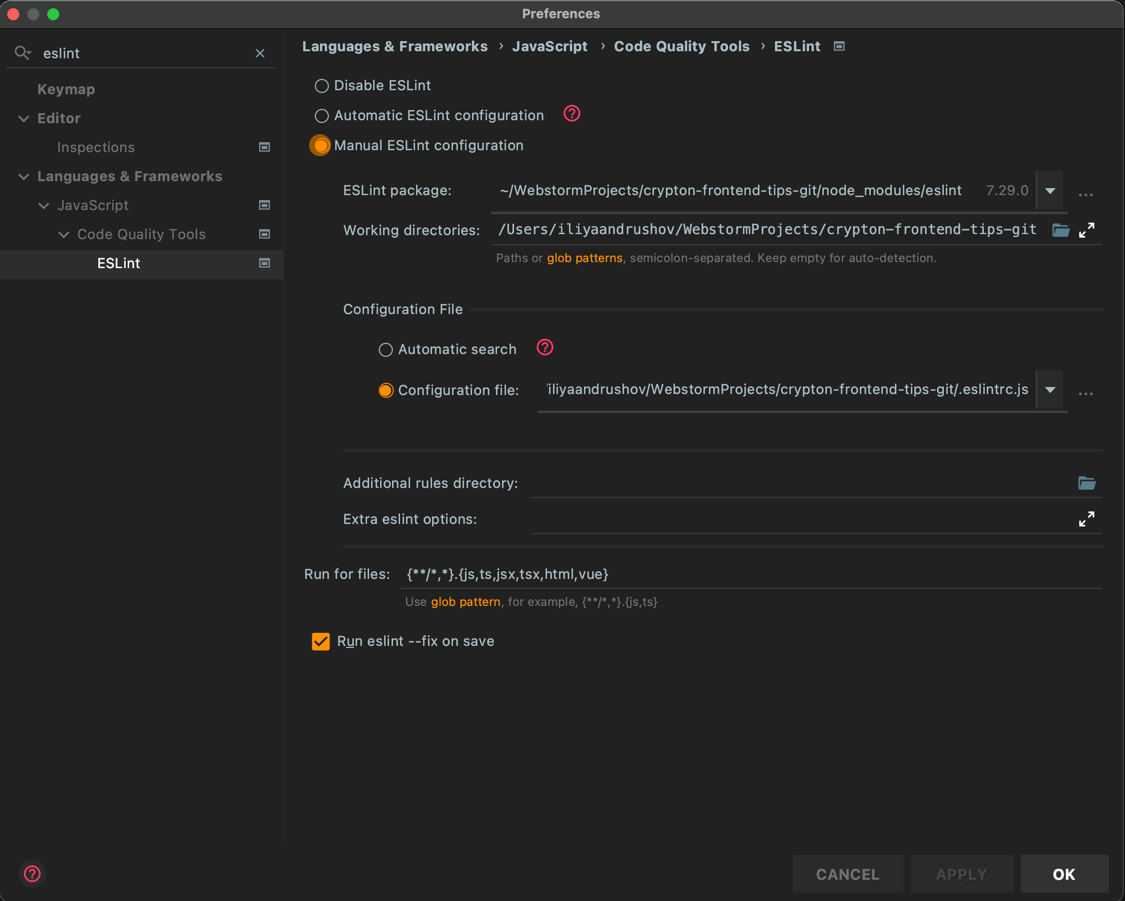 Preferences
eslint
Keymap
Editor
Inspections
Languages & Frameworks
JavaScript
Code Quality Tools
ESLint
Languages & Frameworks › JavaScript › Code Quality Tools › ESLint
Disable ESLint
Automatic ESLint configuration ?
Manual ESLint configuration
ESLint package: ~/WebstormProjects/crypton-frontend-tips-git/node_modules/eslint 7.29.0 ...
Working directories: /Users/iliyaandrushov/WebstormProjects/crypton-frontend-tips-git
Paths or glob patterns, semicolon-separated. Keep empty for auto-detection.
Configuration File
Automatic search ?
Configuration file: iliyaandrushov/WebstormProjects/crypton-frontend-tips-git/.eslintrc.js ...
Additional rules directory:
Extra eslint options:
Run for files: {**/*,*}.{js,ts,jsx,tsx,html,vue}
Use glob pattern, for example, {**/*,*}.{js,ts}
Run eslint --fix on save
? CANCEL APPLY OK